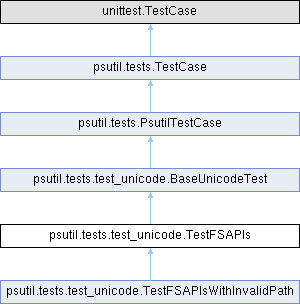 unittest.TestCase
psutil.tests.TestCase
psutil.tests.PsutilTestCase
psutil.tests.test_unicode.BaseUnicodeTest
psutil.tests.test_unicode.TestFSAPIs
psutil.tests.test_unicode.TestFSAPIsWithInvalidPath